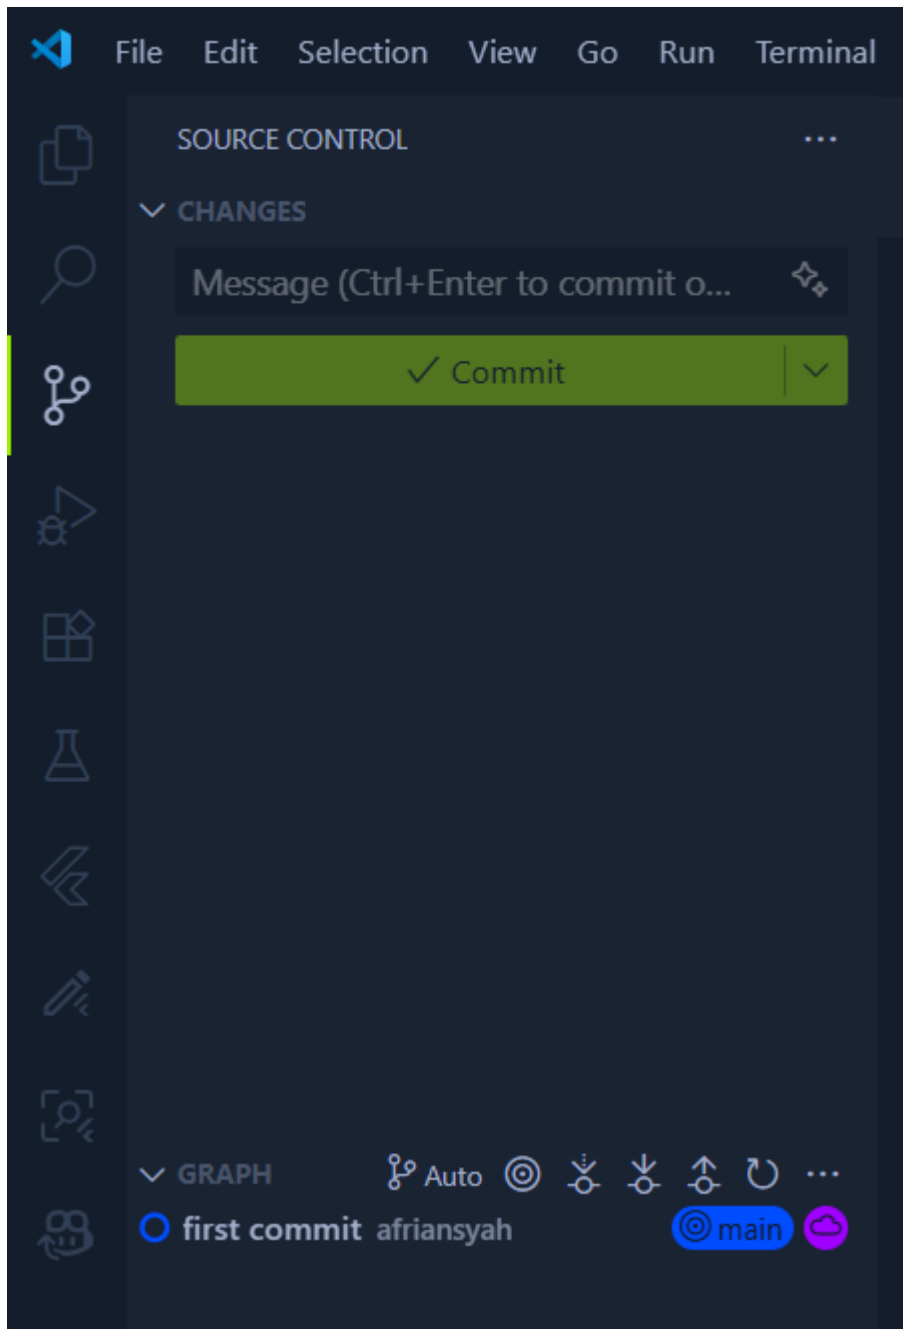 File Edit Selection View Go Run Terminal
SOURCE CONTROL
CHANGES
Message (Ctrl+Enter to commit o...
Commit
GRAPH Auto
first commit afriansyah main